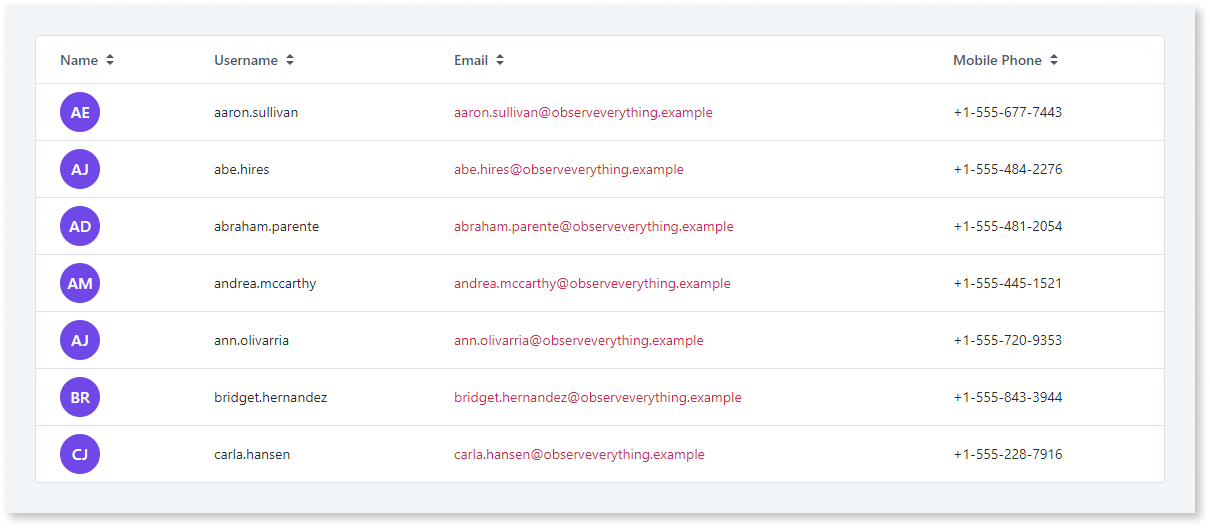 Name Username Email Mobile Phone
AE aaron.sullivan aaron.sullivan@observeverything.example +1-555-677-7443
AJ abe.hires abe.hires@observeverything.example +1-555-484-2276
AD abraham.parente abraham.parente@observeverything.example +1-555-481-2054
AM andrea.mccarthy andrea.mccarthy@observeverything.example +1-555-445-1521
AJ ann.olivarria ann.olivarria@observeverything.example +1-555-720-9353
BR bridget.hernandez bridget.hernandez@observeverything.example +1-555-843-3944
CJ carla.hansen carla.hansen@observeverything.example +1-555-228-7916